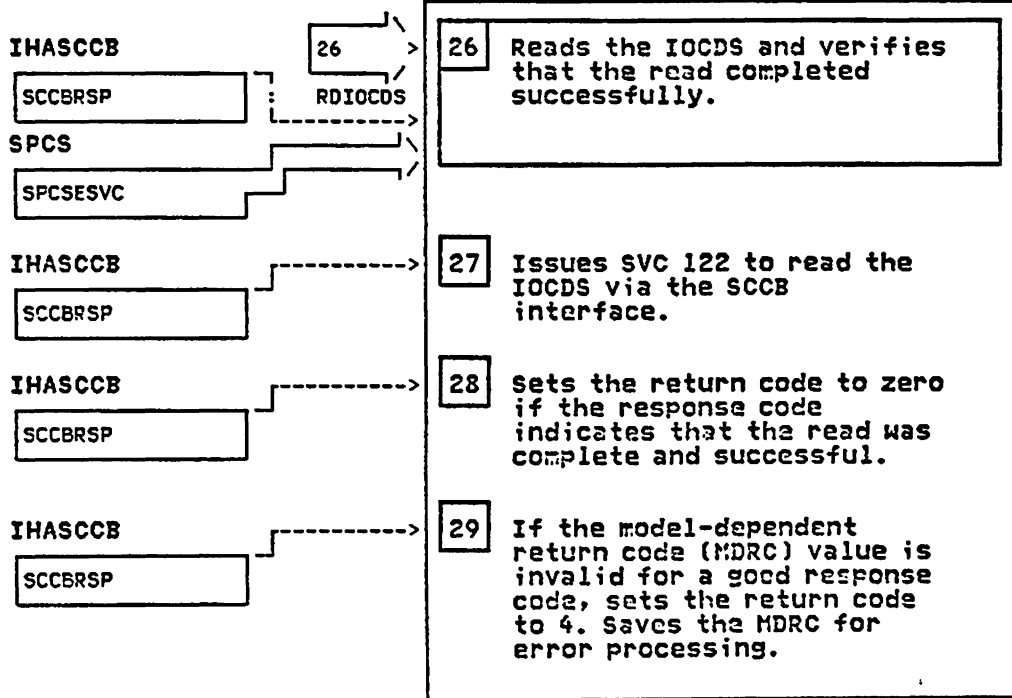 IHASCCB
SCCBRSP
26
RDIOCDS
SPCS
SPCSESVC
26 Reads the IOCDS and verifies
that the read completed
successfully.
IHASCCB
SCCBRSP
27 Issues SVC 122 to read the
IOCDS via the SCCB
interface.
IHASCCB
SCCBRSP
28 Sets the return code to zero
if the response code
indicates that the read was
complete and successful.
IHASCCB
SCCBRSP
29 If the model-dependent
return code (MDRC) value is
invalid for a good response
code, sets the return code
to 4. Saves the MDRC for
error processing.